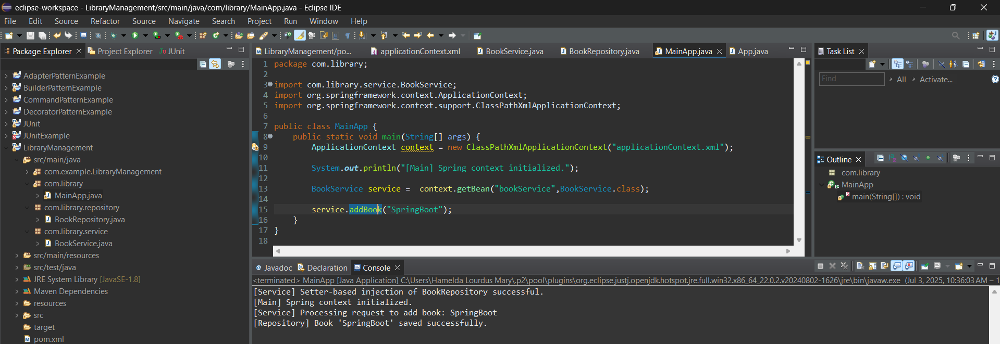 eclipse-workspace - LibraryManagement/src/main/java/com/library/MainApp.java - Eclipse IDE
File Edit Source Refactor Source Navigate Search Project Run Window Help
Package Explorer Project Explorer JUnit
AdapterPatternExample
BuilderPatternExample
CommandPatternExample
DecoratorPatternExample
JUnit
JUnitExample
LibraryManagement
src/main/java
com.example.LibraryManagement
com.library
MainApp.java
com.library.repository
BookRepository.java
com.library.service
BookService.java
src/main/resources
src/test/java
JRE System Library [JavaSE-1.8]
Maven Dependencies
resources
src
target
pom.xml
LibraryManagement/po... applicationContext.xml BookService.java BookRepository.java MainApp.java App.java
1 package com.library;
2
3 import com.library.service.BookService;
4 import org.springframework.context.ApplicationContext;
5 import org.springframework.context.support.ClassPathXmlApplicationContext;
6
7 public class MainApp {
8 public static void main(String[] args) {
9 ApplicationContext context = new ClassPathXmlApplicationContext("applicationContext.xml");
10
11 System.out.println("[Main] Spring context initialized.");
12
13 BookService service = context.getBean("bookService",BookService.class);
14
15 service.addBook("SpringBoot");
16 }
17 }
18
Task List
Find All Activate...
Outline
com.library
MainApp
main(String[]) : void
Javadoc Declaration Console
<terminated> MainApp [Java Application] C:\Users\Hamelda Lourdus Mary\.p2\pool\plugins\org.eclipse.justj.openjdk.hotspot.jre.full.win32.x86_64_22.0.2.v20240802-1626\jre\bin\javaw.exe (Jul 3, 2025, 10:36:03 AM – 1
[Service] Setter-based injection of BookRepository successful.
[Main] Spring context initialized.
[Service] Processing request to add book: SpringBoot
[Repository] Book 'SpringBoot' saved successfully.